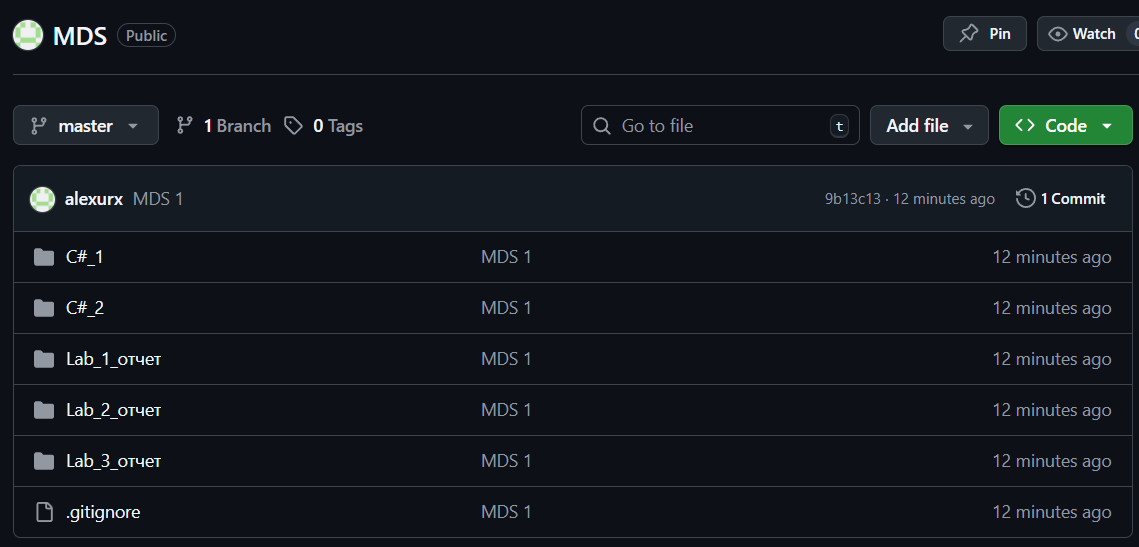 MDS Public Pin Watch 0
master 1 Branch 0 Tags Go to file t Add file Code
alexurx MDS 1 9b13c13 · 12 minutes ago 1 Commit
C#_1 MDS 1 12 minutes ago
C#_2 MDS 1 12 minutes ago
Lab_1_отчет MDS 1 12 minutes ago
Lab_2_отчет MDS 1 12 minutes ago
Lab_3_отчет MDS 1 12 minutes ago
.gitignore MDS 1 12 minutes ago